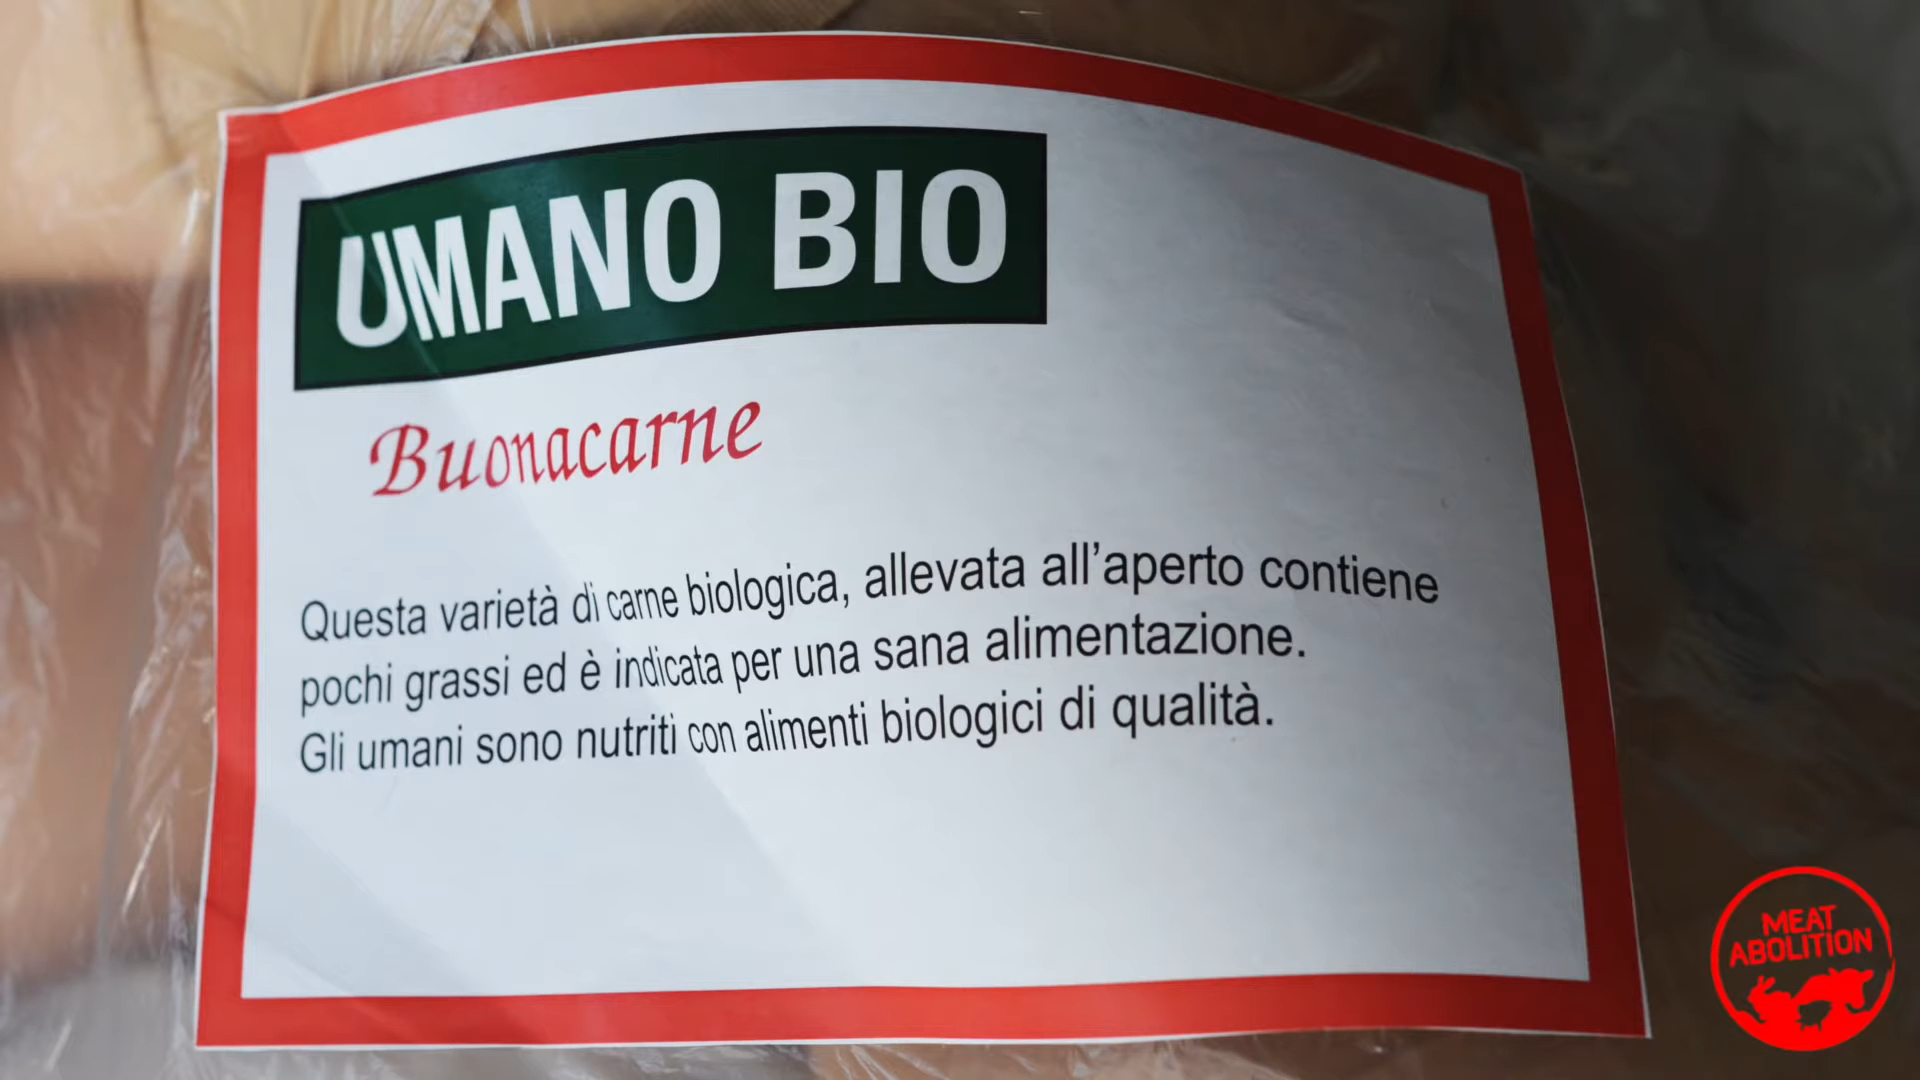 UMANO BIO
Buonacarne
Questa varietà di carne biologica, allevata all’aperto contiene
pochi grassi ed è indicata per una sana alimentazione.
Gli umani sono nutriti con alimenti biologici di qualità.
MEAT
ABOLITION